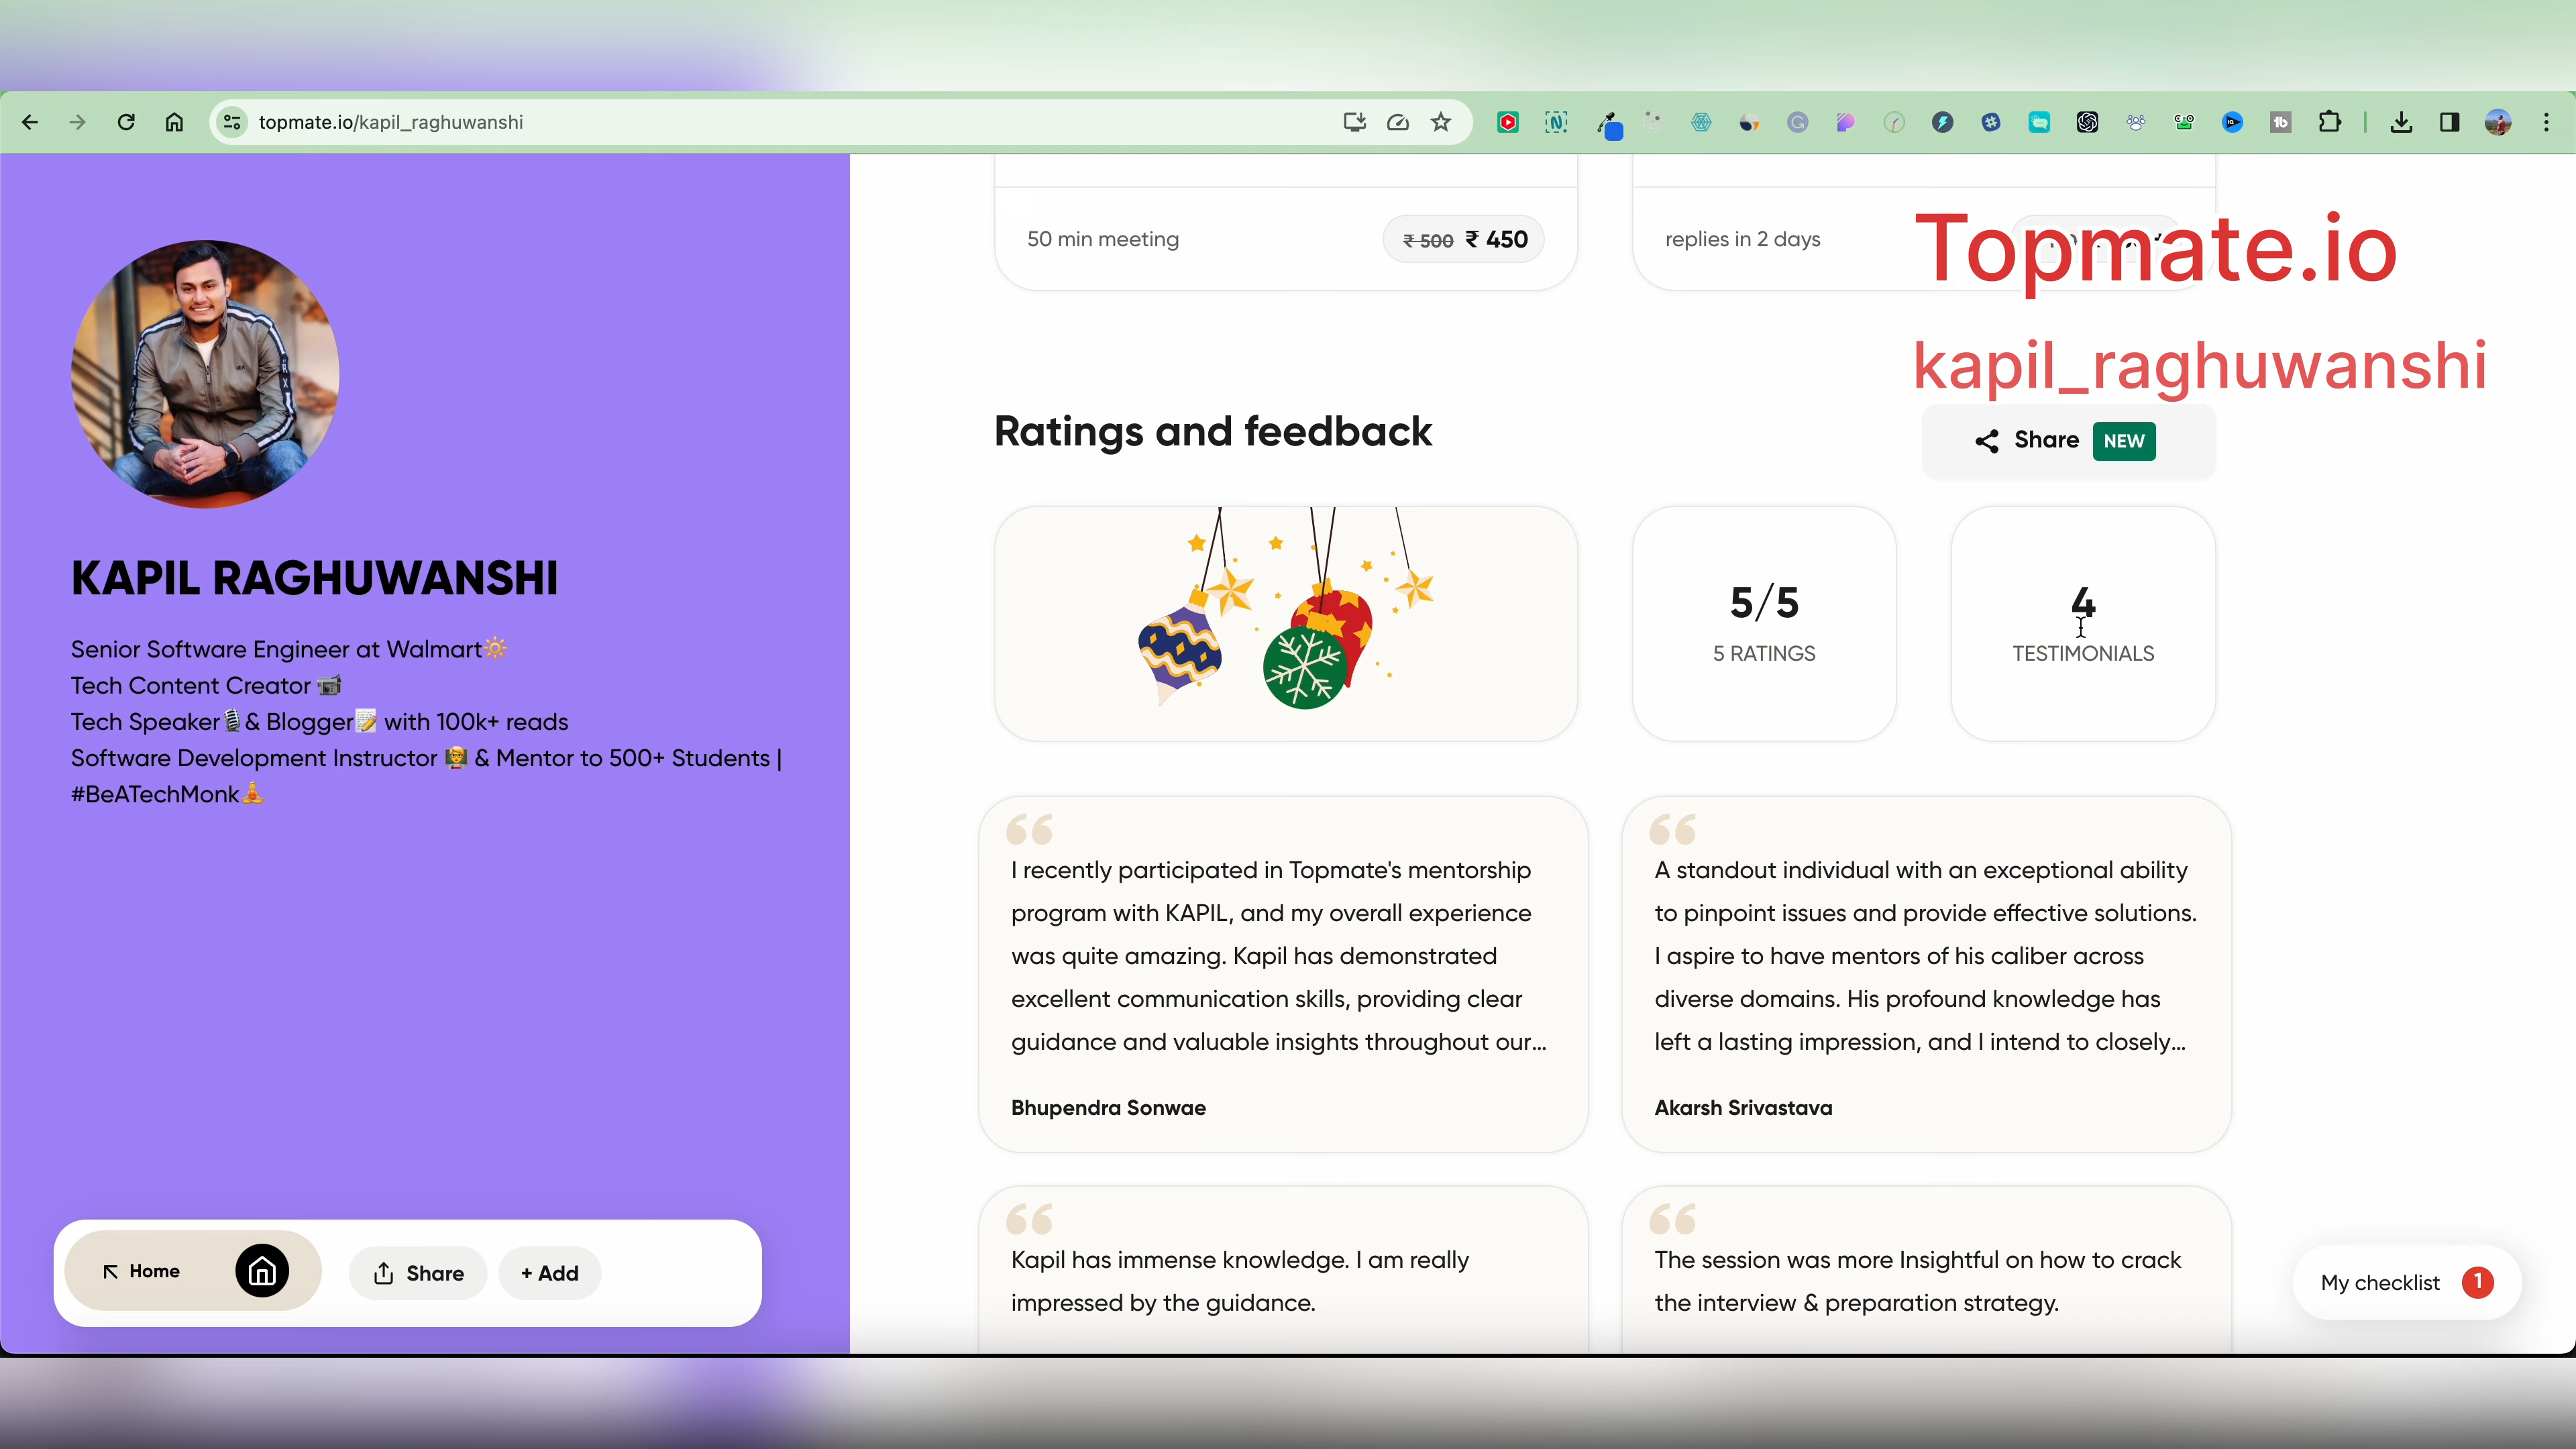 topmate.io/kapil_raghuwanshi
KAPIL RAGHUWANSHI
Senior Software Engineer at Walmart🔆
Tech Content Creator 📹
Tech Speaker🎙️& Blogger📝 with 100k+ reads
Software Development Instructor 🧑‍🏫 & Mentor to 500+ Students |
#BeATechMonk🧘
Home
Share
+ Add
50 min meeting
₹ 500 ₹ 450
replies in 2 days
Topmate.io
kapil_raghuwanshi
Ratings and feedback
Share NEW
5/5
5 RATINGS
4
TESTIMONIALS
I recently participated in Topmate's mentorship
program with KAPIL, and my overall experience
was quite amazing. Kapil has demonstrated
excellent communication skills, providing clear
guidance and valuable insights throughout our...
Bhupendra Sonwae
A standout individual with an exceptional ability
to pinpoint issues and provide effective solutions.
I aspire to have mentors of his caliber across
diverse domains. His profound knowledge has
left a lasting impression, and I intend to closely...
Akarsh Srivastava
Kapil has immense knowledge. I am really
impressed by the guidance.
The session was more Insightful on how to crack
the interview & preparation strategy.
My checklist 1